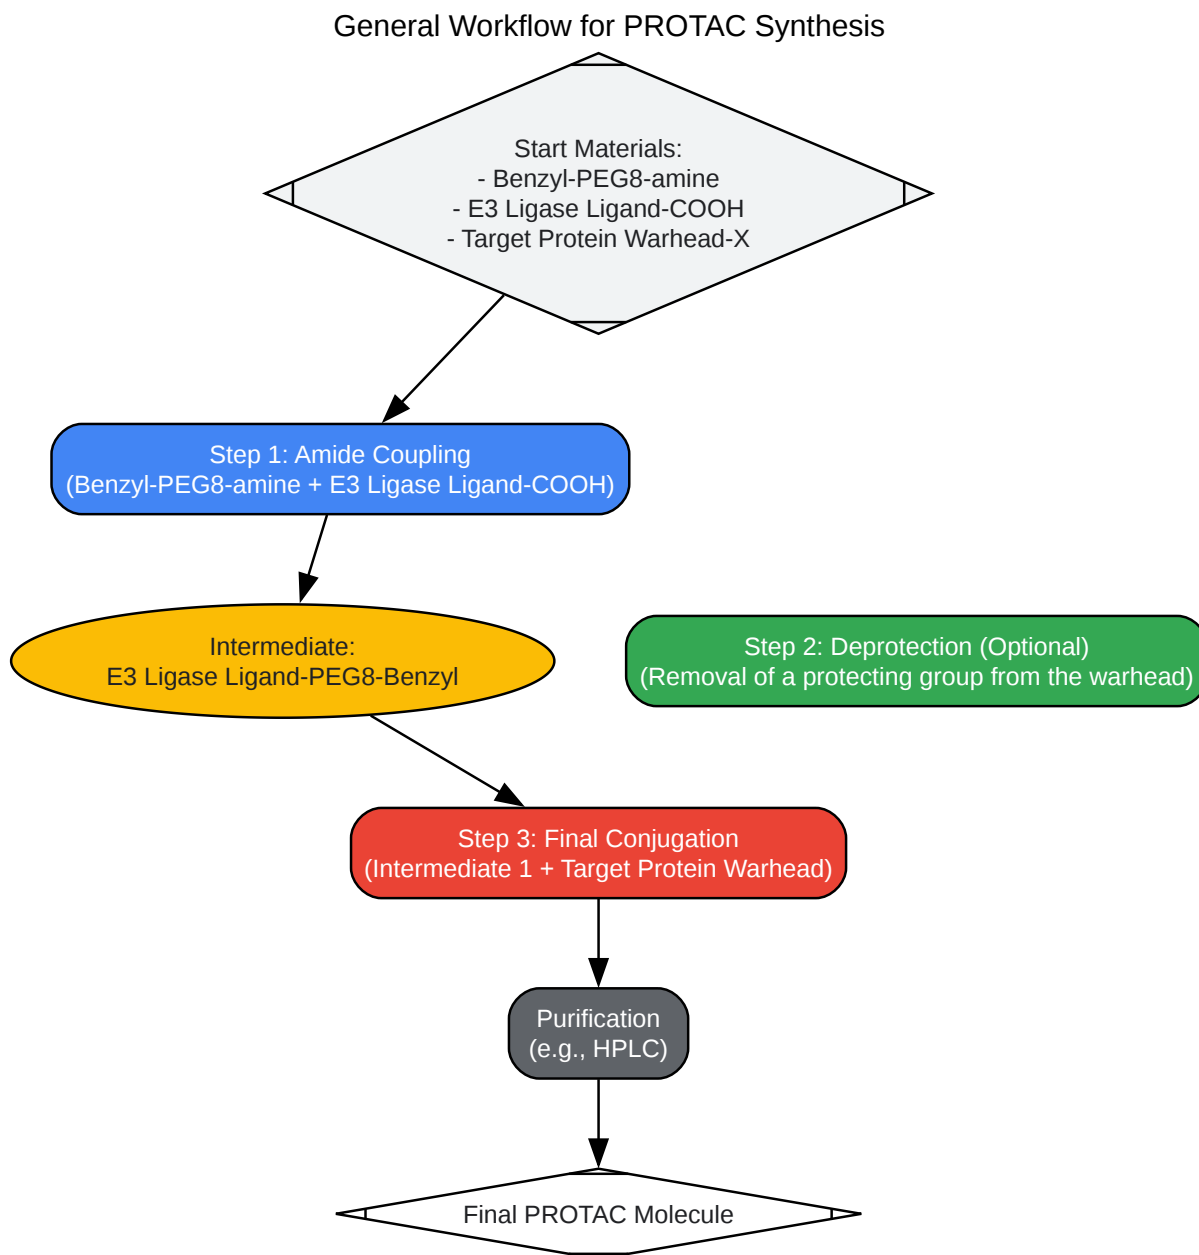 General Workflow for PROTAC Synthesis
Start Materials:
- Benzyl-PEG8-amine
- E3 Ligase Ligand-COOH
- Target Protein Warhead-X
Step 1: Amide Coupling
(Benzyl-PEG8-amine + E3 Ligase Ligand-COOH)
Intermediate:
E3 Ligase Ligand-PEG8-Benzyl
Step 2: Deprotection (Optional)
(Removal of a protecting group from the warhead)
Step 3: Final Conjugation
(Intermediate 1 + Target Protein Warhead)
Purification
(e.g., HPLC)
Final PROTAC Molecule